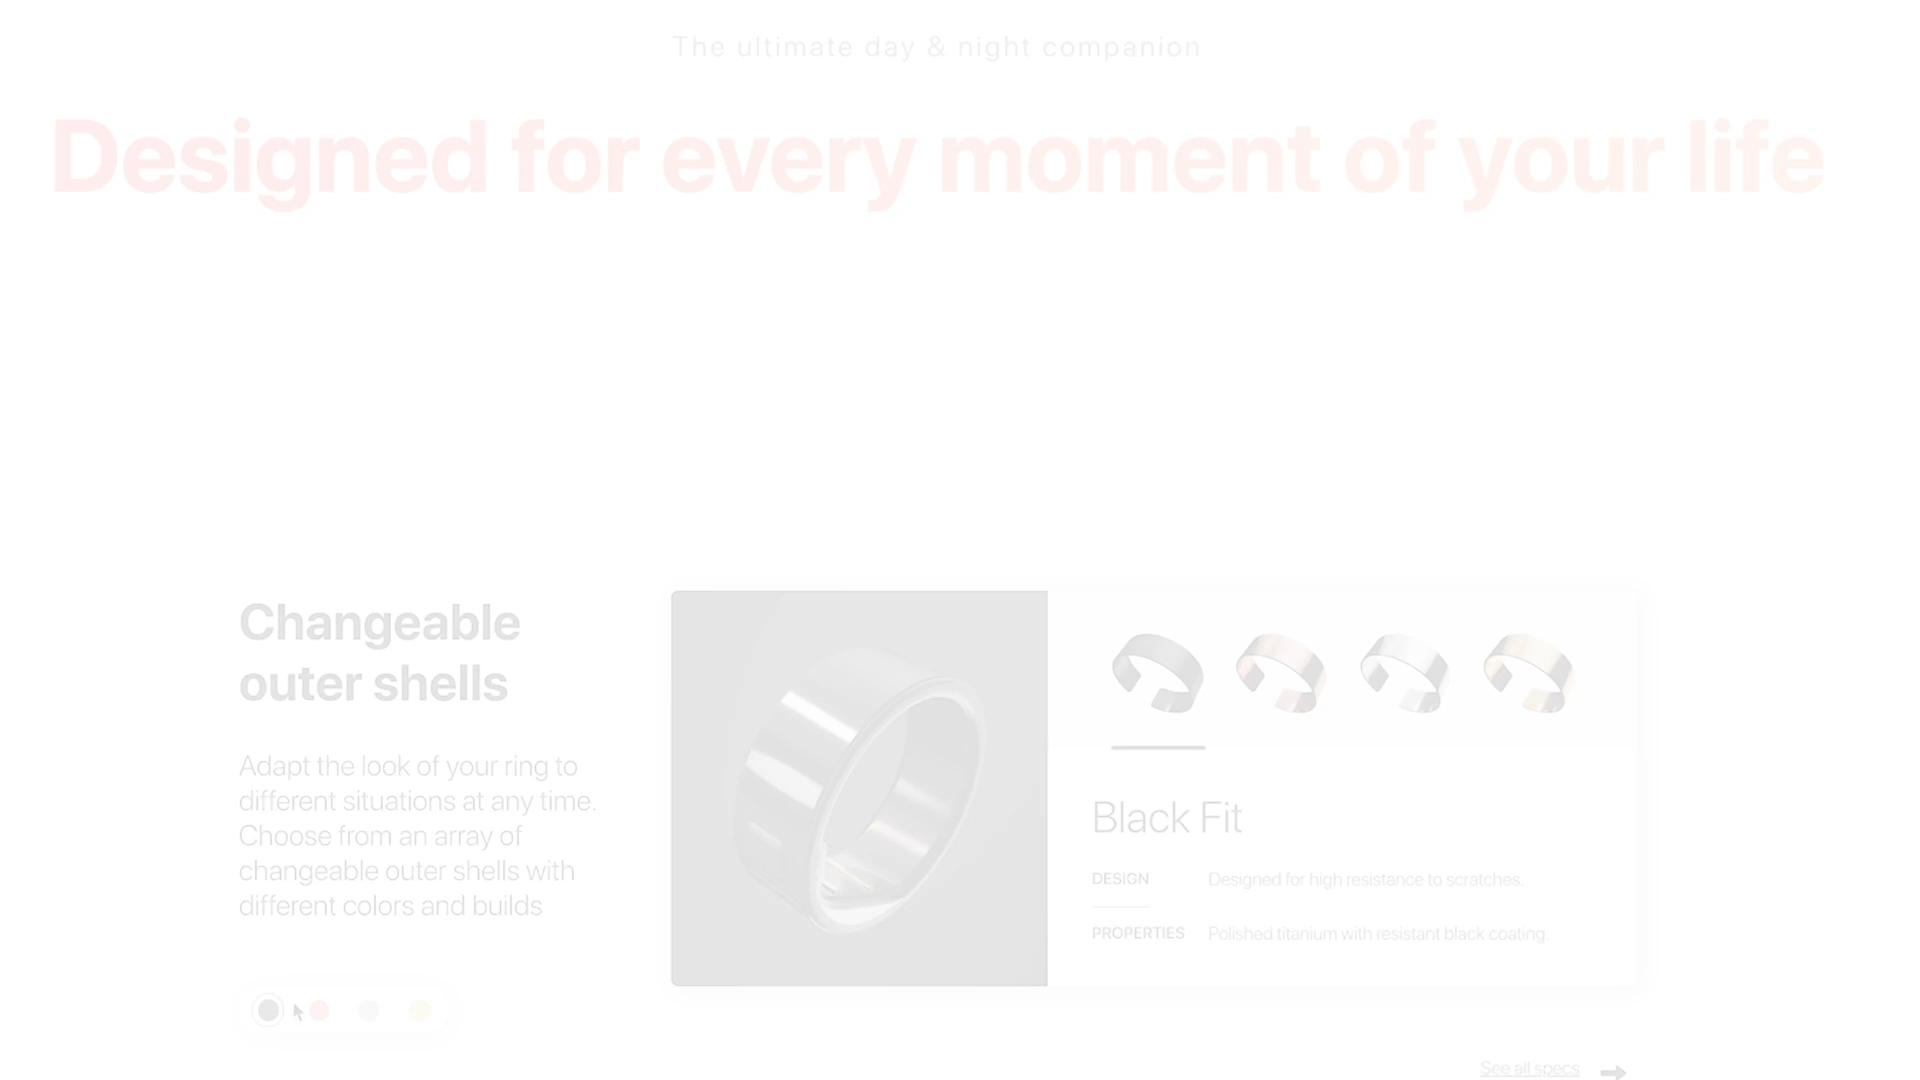 The ultimate day & night companion
Designed for every moment of your life
Changeable
outer shells
Adapt the look of your ring to
different situations at any time.
Choose from an array of
changeable outer shells with
different colors and builds
Black Fit
DESIGN Designed for high resistance to scratches.
PROPERTIES Polished titanium with resistant black coating.
See all specs